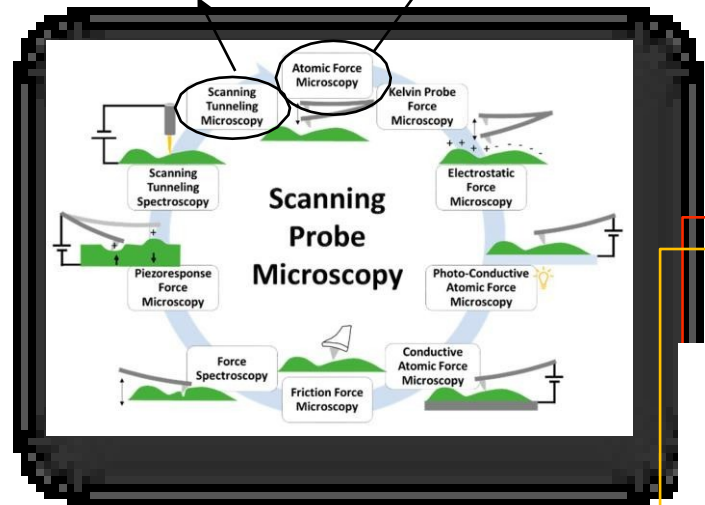 Atomic Force
Microscopy
Scanning
Tunneling
Microscopy
Kelvin Probe
Force
Microscopy
Scanning
Tunneling
Spectroscopy
Electrostatic
Force
Microscopy
Scanning
Probe
Microscopy
Piezoresponse
Force
Microscopy
Photo-Conductive
Atomic Force
Microscopy
Force
Spectroscopy
Conductive
Atomic Force
Microscopy
Friction Force
Microscopy